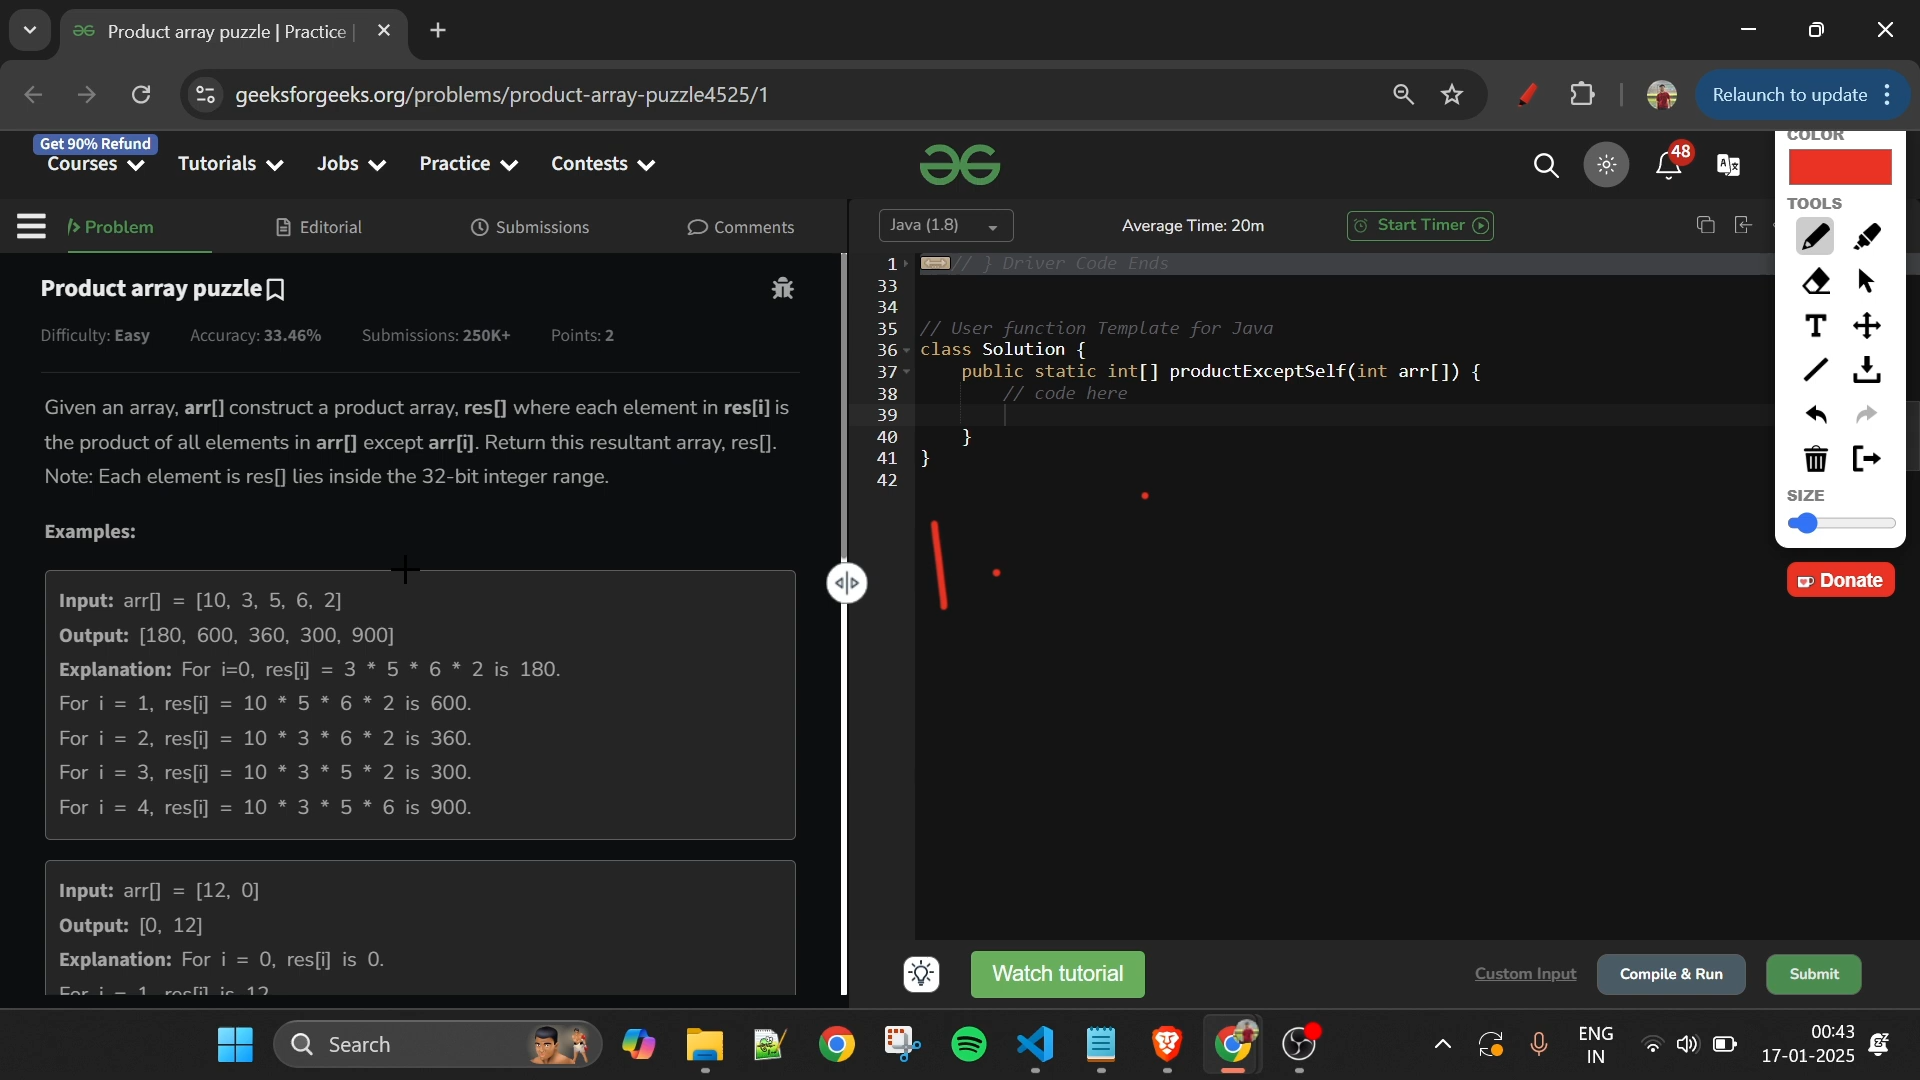 Product array puzzle | Practice |
geeksforgeeks.org/problems/product-array-puzzle4525/1
Relaunch to update
Get 90% Refund
Courses
Tutorials
Jobs
Practice
Contests
48
COLOR
TOOLS
SIZE
Donate
Problem
Editorial
Submissions
Comments
Java (1.8)
Average Time: 20m
Start Timer
Product array puzzle
Difficulty: Easy
Accuracy: 33.46%
Submissions: 250K+
Points: 2
Given an array, arr[] construct a product array, res[] where each element in res[i] is
the product of all elements in arr[] except arr[i]. Return this resultant array, res[].
Note: Each element is res[] lies inside the 32-bit integer range.
Examples:
Input: arr[] = [10, 3, 5, 6, 2]
Output: [180, 600, 360, 300, 900]
Explanation: For i=0, res[i] = 3 * 5 * 6 * 2 is 180.
For i = 1, res[i] = 10 * 5 * 6 * 2 is 600.
For i = 2, res[i] = 10 * 3 * 6 * 2 is 360.
For i = 3, res[i] = 10 * 3 * 5 * 2 is 300.
For i = 4, res[i] = 10 * 3 * 5 * 6 is 900.
Input: arr[] = [12, 0]
Output: [0, 12]
Explanation: For i = 0, res[i] is 0.
For i = 1, res[i] is 12.
1 // } Driver Code Ends
33
34
35 // User function Template for Java
36 class Solution {
37 public static int[] productExceptSelf(int arr[]) {
38 // code here
39
40 }
41 }
42
Watch tutorial
Custom Input
Compile & Run
Submit
Search
ENG
IN
00:43
17-01-2025